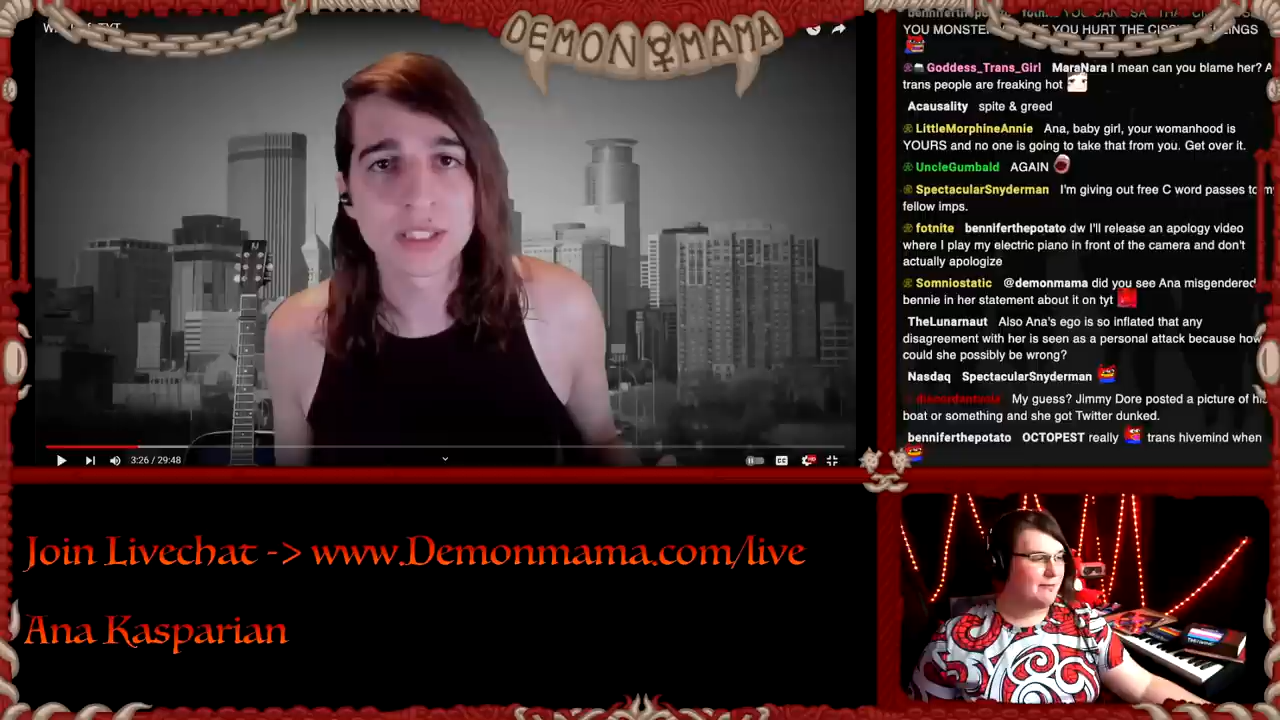 DEMON MAMA
3:26 / 29:48
CC
HD
YOU MONSTE
YOU HURT THE CIS
Goddess_Trans_Girl MaraNara I mean can you blame her? A
trans people are freaking hot
Acausality spite & greed
LittleMorphineAnnie Ana, baby girl, your womanhood is
YOURS and no one is going to take that from you. Get over it.
UncleGumbald AGAIN
SpectacularSnyderman I'm giving out free C word passes to my
fellow imps.
fotnite benniferthepotato dw I'll release an apology video
where I play my electric piano in front of the camera and don't
actually apologize
Somniostatic @demonmama did you see Ana misgendered
bennie in her statement about it on tyt
TheLunarnaut Also Ana's ego is so inflated that any
disagreement with her is seen as a personal attack because how
could she possibly be wrong?
Nasdaq SpectacularSnyderman
My guess? Jimmy Dore posted a picture of his
boat or something and she got Twitter dunked.
benniferthepotato OCTOPEST really trans hivemind when
Join Livechat -> www.Demonmama.com/live
Ana Kasparian